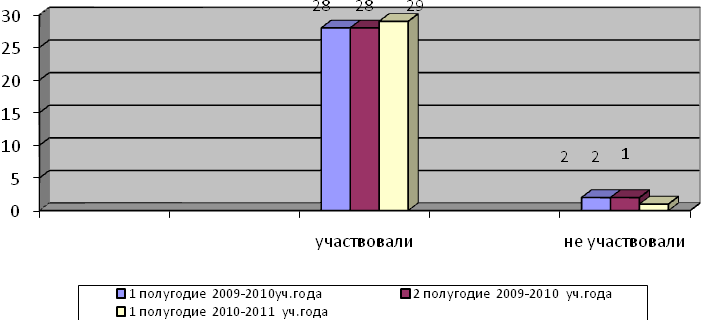 28 28 29
30
25
20
15
10
5
0
2 2 1
участвовали не участвовали
1 полугодие 2009-2010уч.года 2 полугодие 2009-2010 уч.года
1 полугодие 2010-2011 уч.года